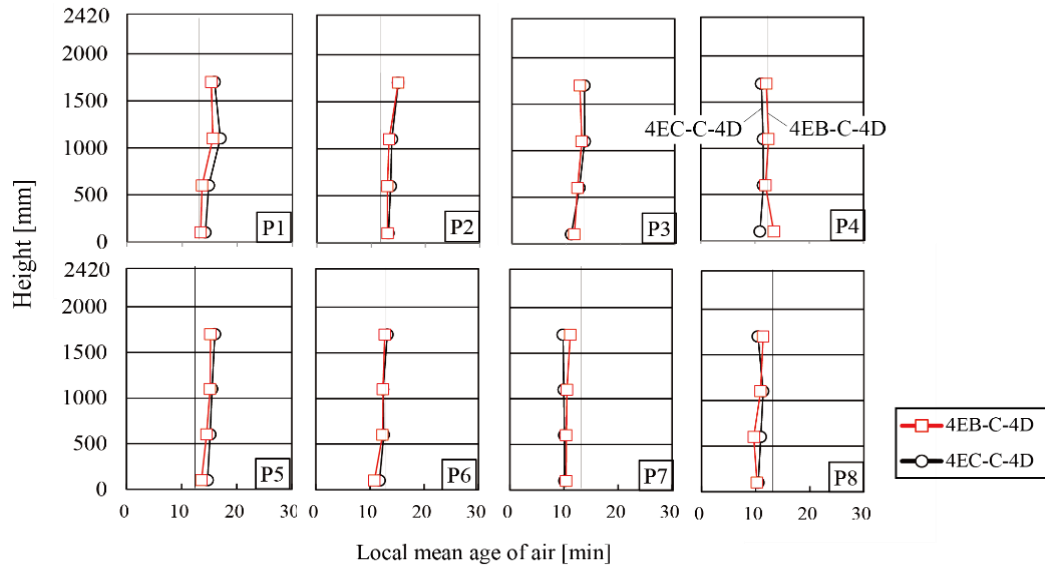 2420
2000
1500
1000
500
0
Height [mm]
P1
P2
P3
4EC-C-4D
4EB-C-4D
P4
2420
2000
1500
1000
500
0
P5
P6
P7
P8
0 10 20 30 0 10 20 30 0 10 20 30 0 10 20 30
Local mean age of air [min]
4EB-C-4D
4EC-C-4D